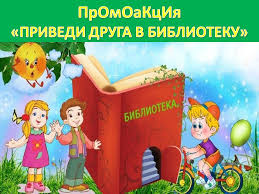 ПрОмОаКцИя
«ПРИВЕДИ ДРУГА В БИБЛИОТЕКУ»
БИБЛИОТЕКА.